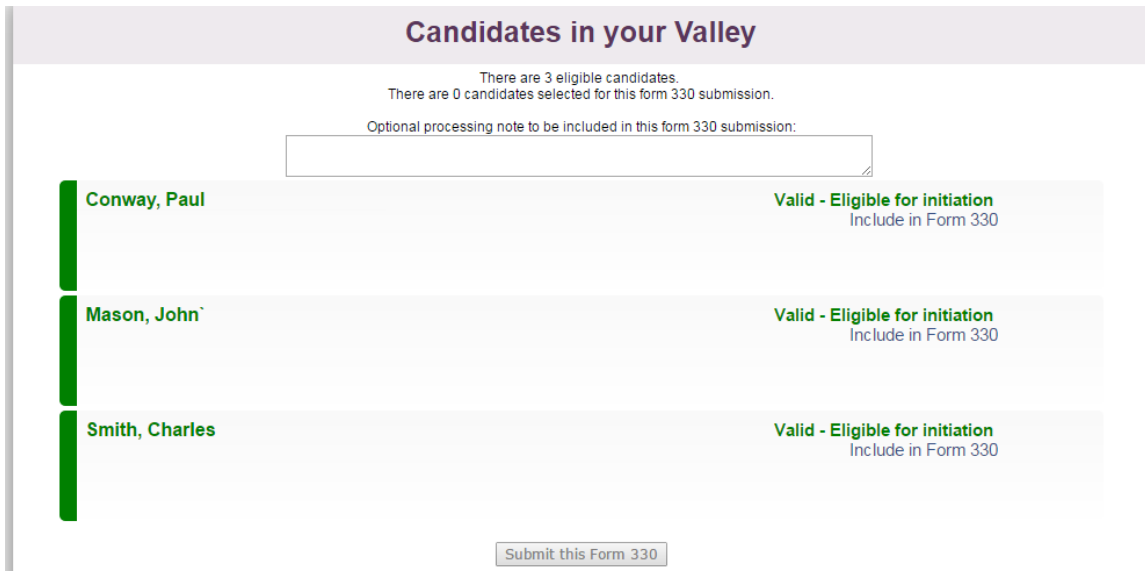 Candidates in your Valley
There are 3 eligible candidates.
There are 0 candidates selected for this form 330 submission.
Optional processing note to be included in this form 330 submission:
Conway, Paul
Valid - Eligible for initiation
Include in Form 330
Mason, John`
Valid - Eligible for initiation
Include in Form 330
Smith, Charles
Valid - Eligible for initiation
Include in Form 330
Submit this Form 330